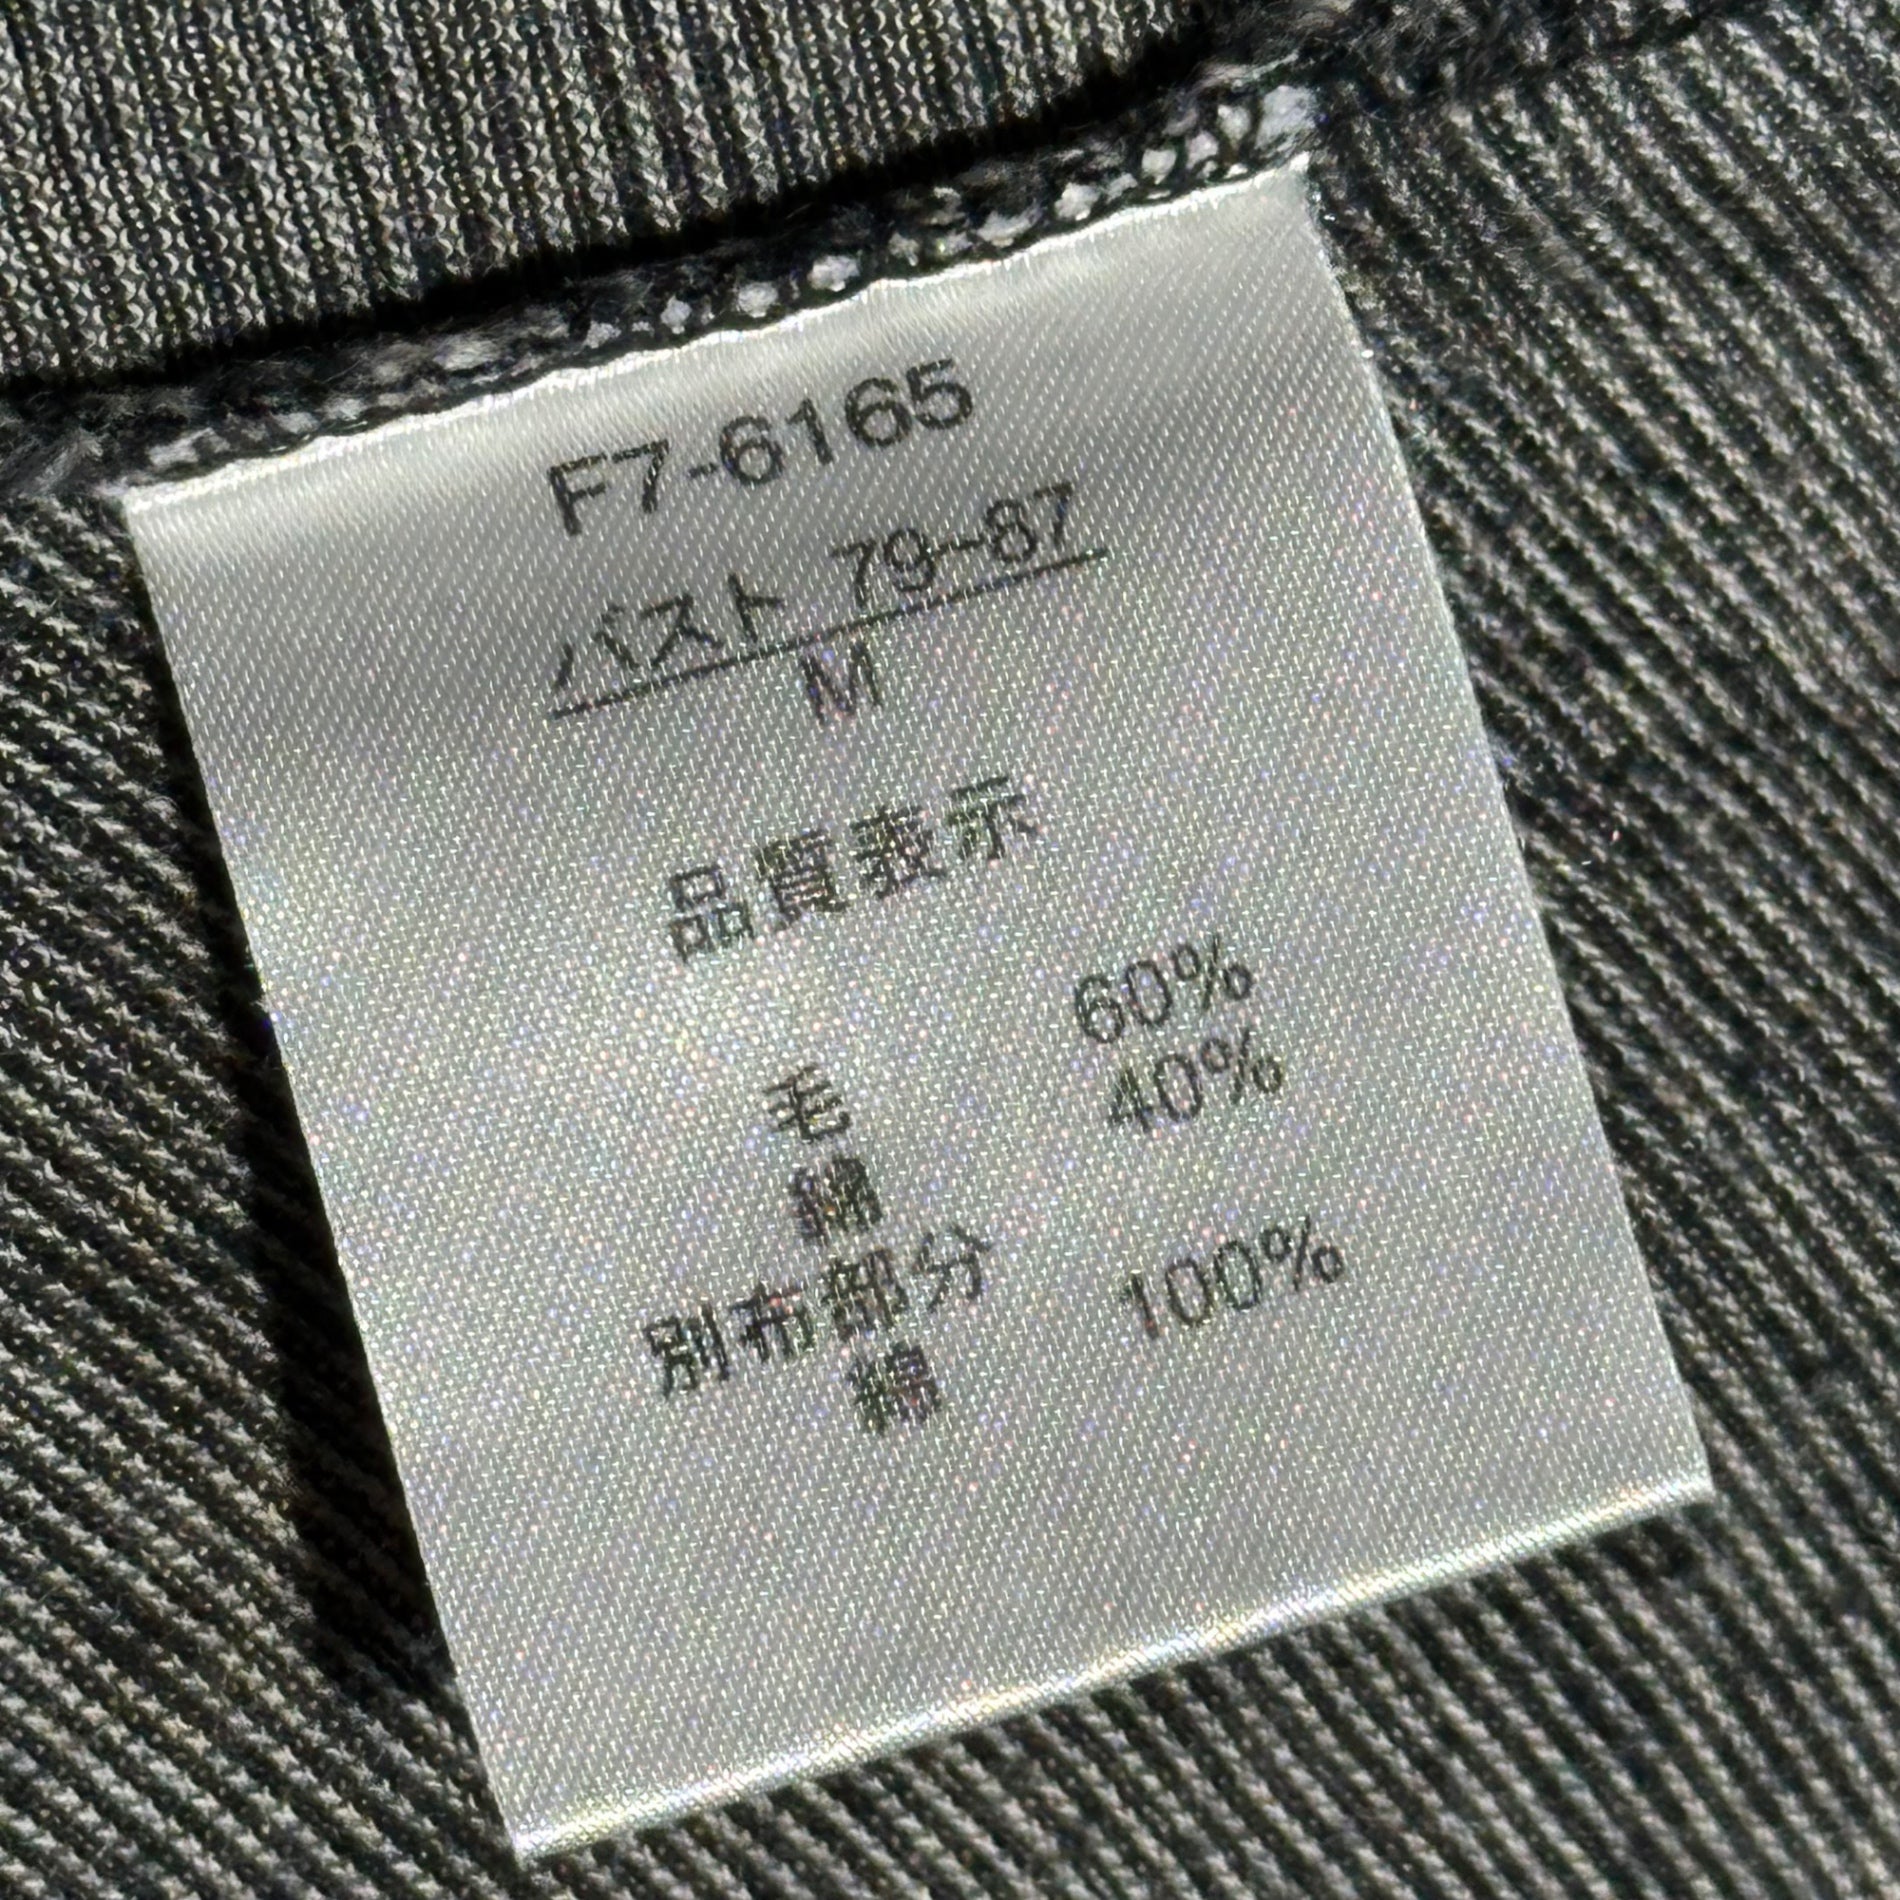 F7-6165
バスト 79~87
M
品質表示
毛 60%
綿 40%
別布部分
綿 100%